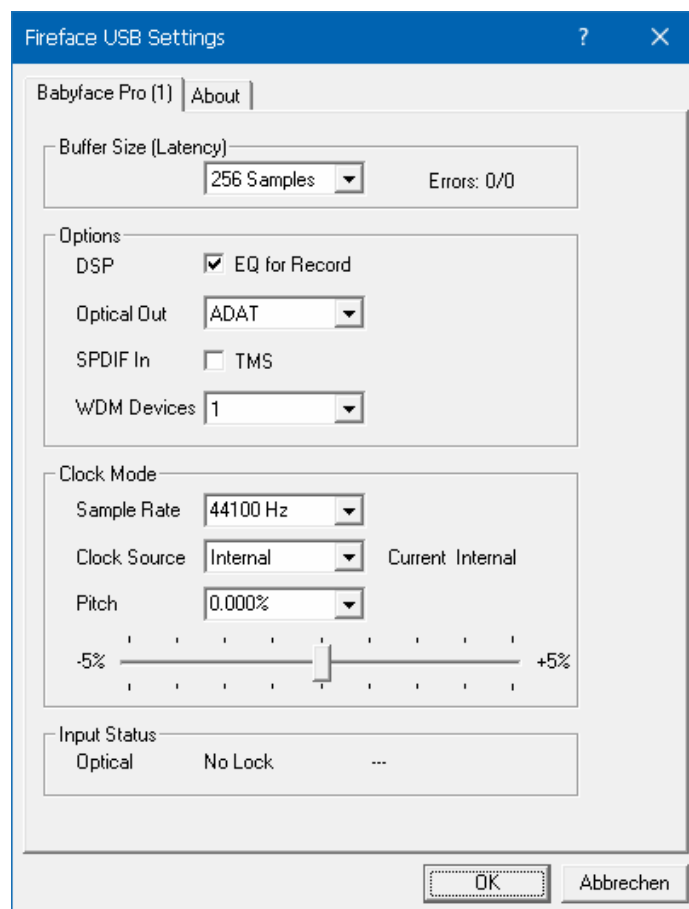 Fireface USB Settings ? ×
Babyface Pro (1) About
Buffer Size (Latency)
256 Samples Errors: 0/0
Options
DSP EQ for Record
Optical Out ADAT
SPDIF In TMS
WDM Devices 1
Clock Mode
Sample Rate 44100 Hz
Clock Source Internal Current Internal
Pitch 0.000%
-5% +5%
Input Status
Optical No Lock ---
OK Abbrechen